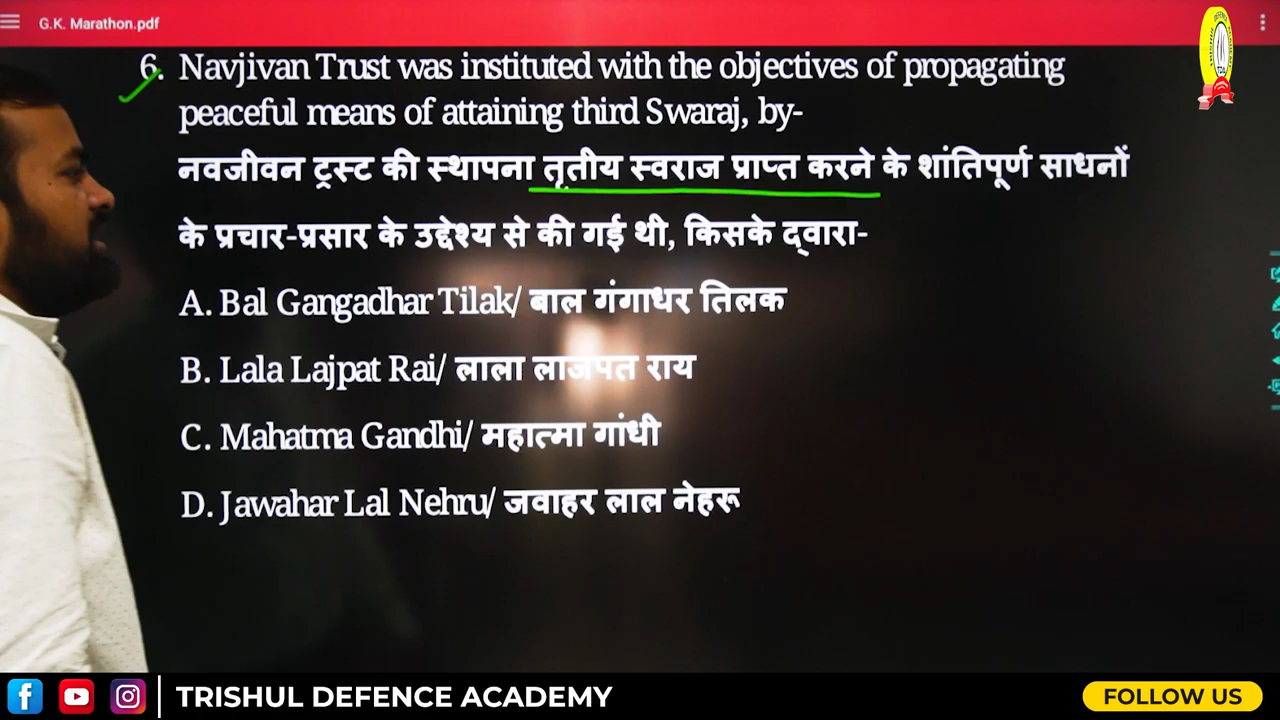 G.K. Marathon.pdf
6. Navjivan Trust was instituted with the objectives of propagating
peaceful means of attaining third Swaraj, by-
नवजीवन ट्रस्ट की स्थापना तृतीय स्वराज प्राप्त करने के शांतिपूर्ण साधनों
के प्रचार-प्रसार के उद्देश्य से की गई थी, किसके द्वारा-
A. Bal Gangadhar Tilak/ बाल गंगाधर तिलक
B. Lala Lajpat Rai/ लाला लाजपत राय
C. Mahatma Gandhi/ महात्मा गांधी
D. Jawahar Lal Nehru/ जवाहर लाल नेहरू
TRISHUL DEFENCE ACADEMY
FOLLOW US